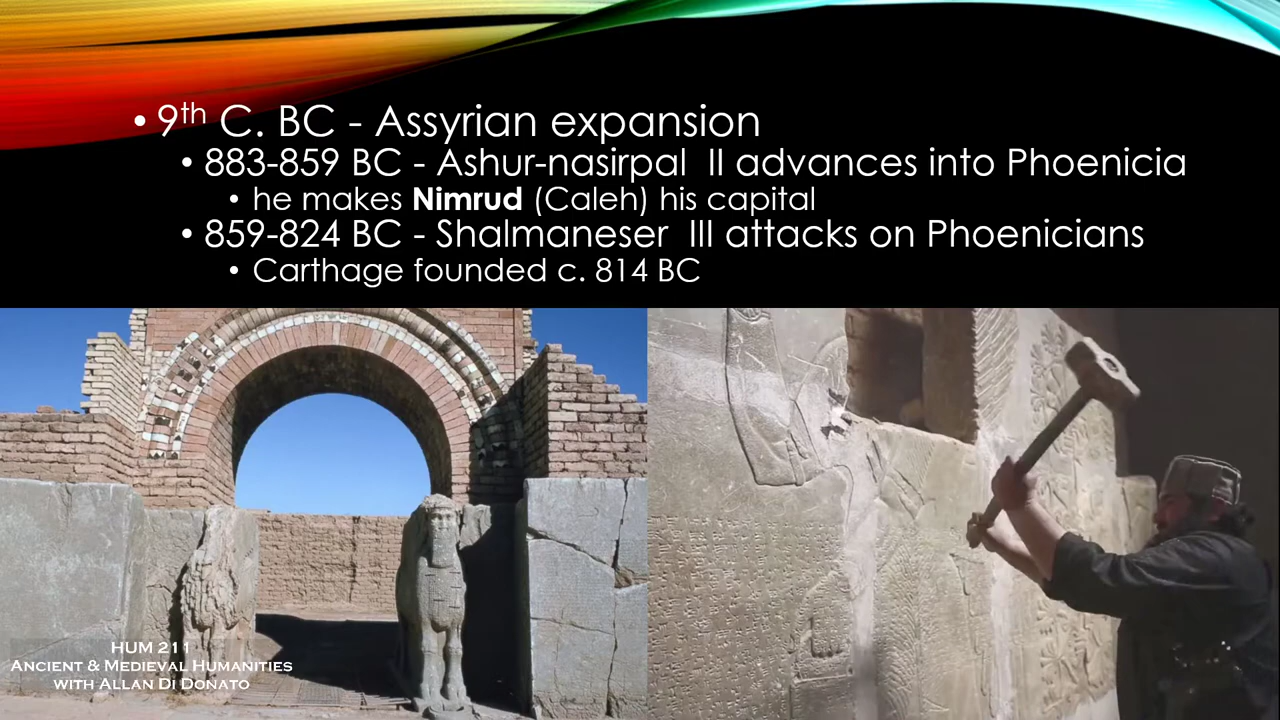 • 9th C. BC - Assyrian expansion
• 883-859 BC - Ashur-nasirpal II advances into Phoenicia
• he makes Nimrud (Caleh) his capital
• 859-824 BC - Shalmaneser III attacks on Phoenicians
• Carthage founded c. 814 BC
HUM 211
Ancient & Medieval Humanities
with Allan Di Donato